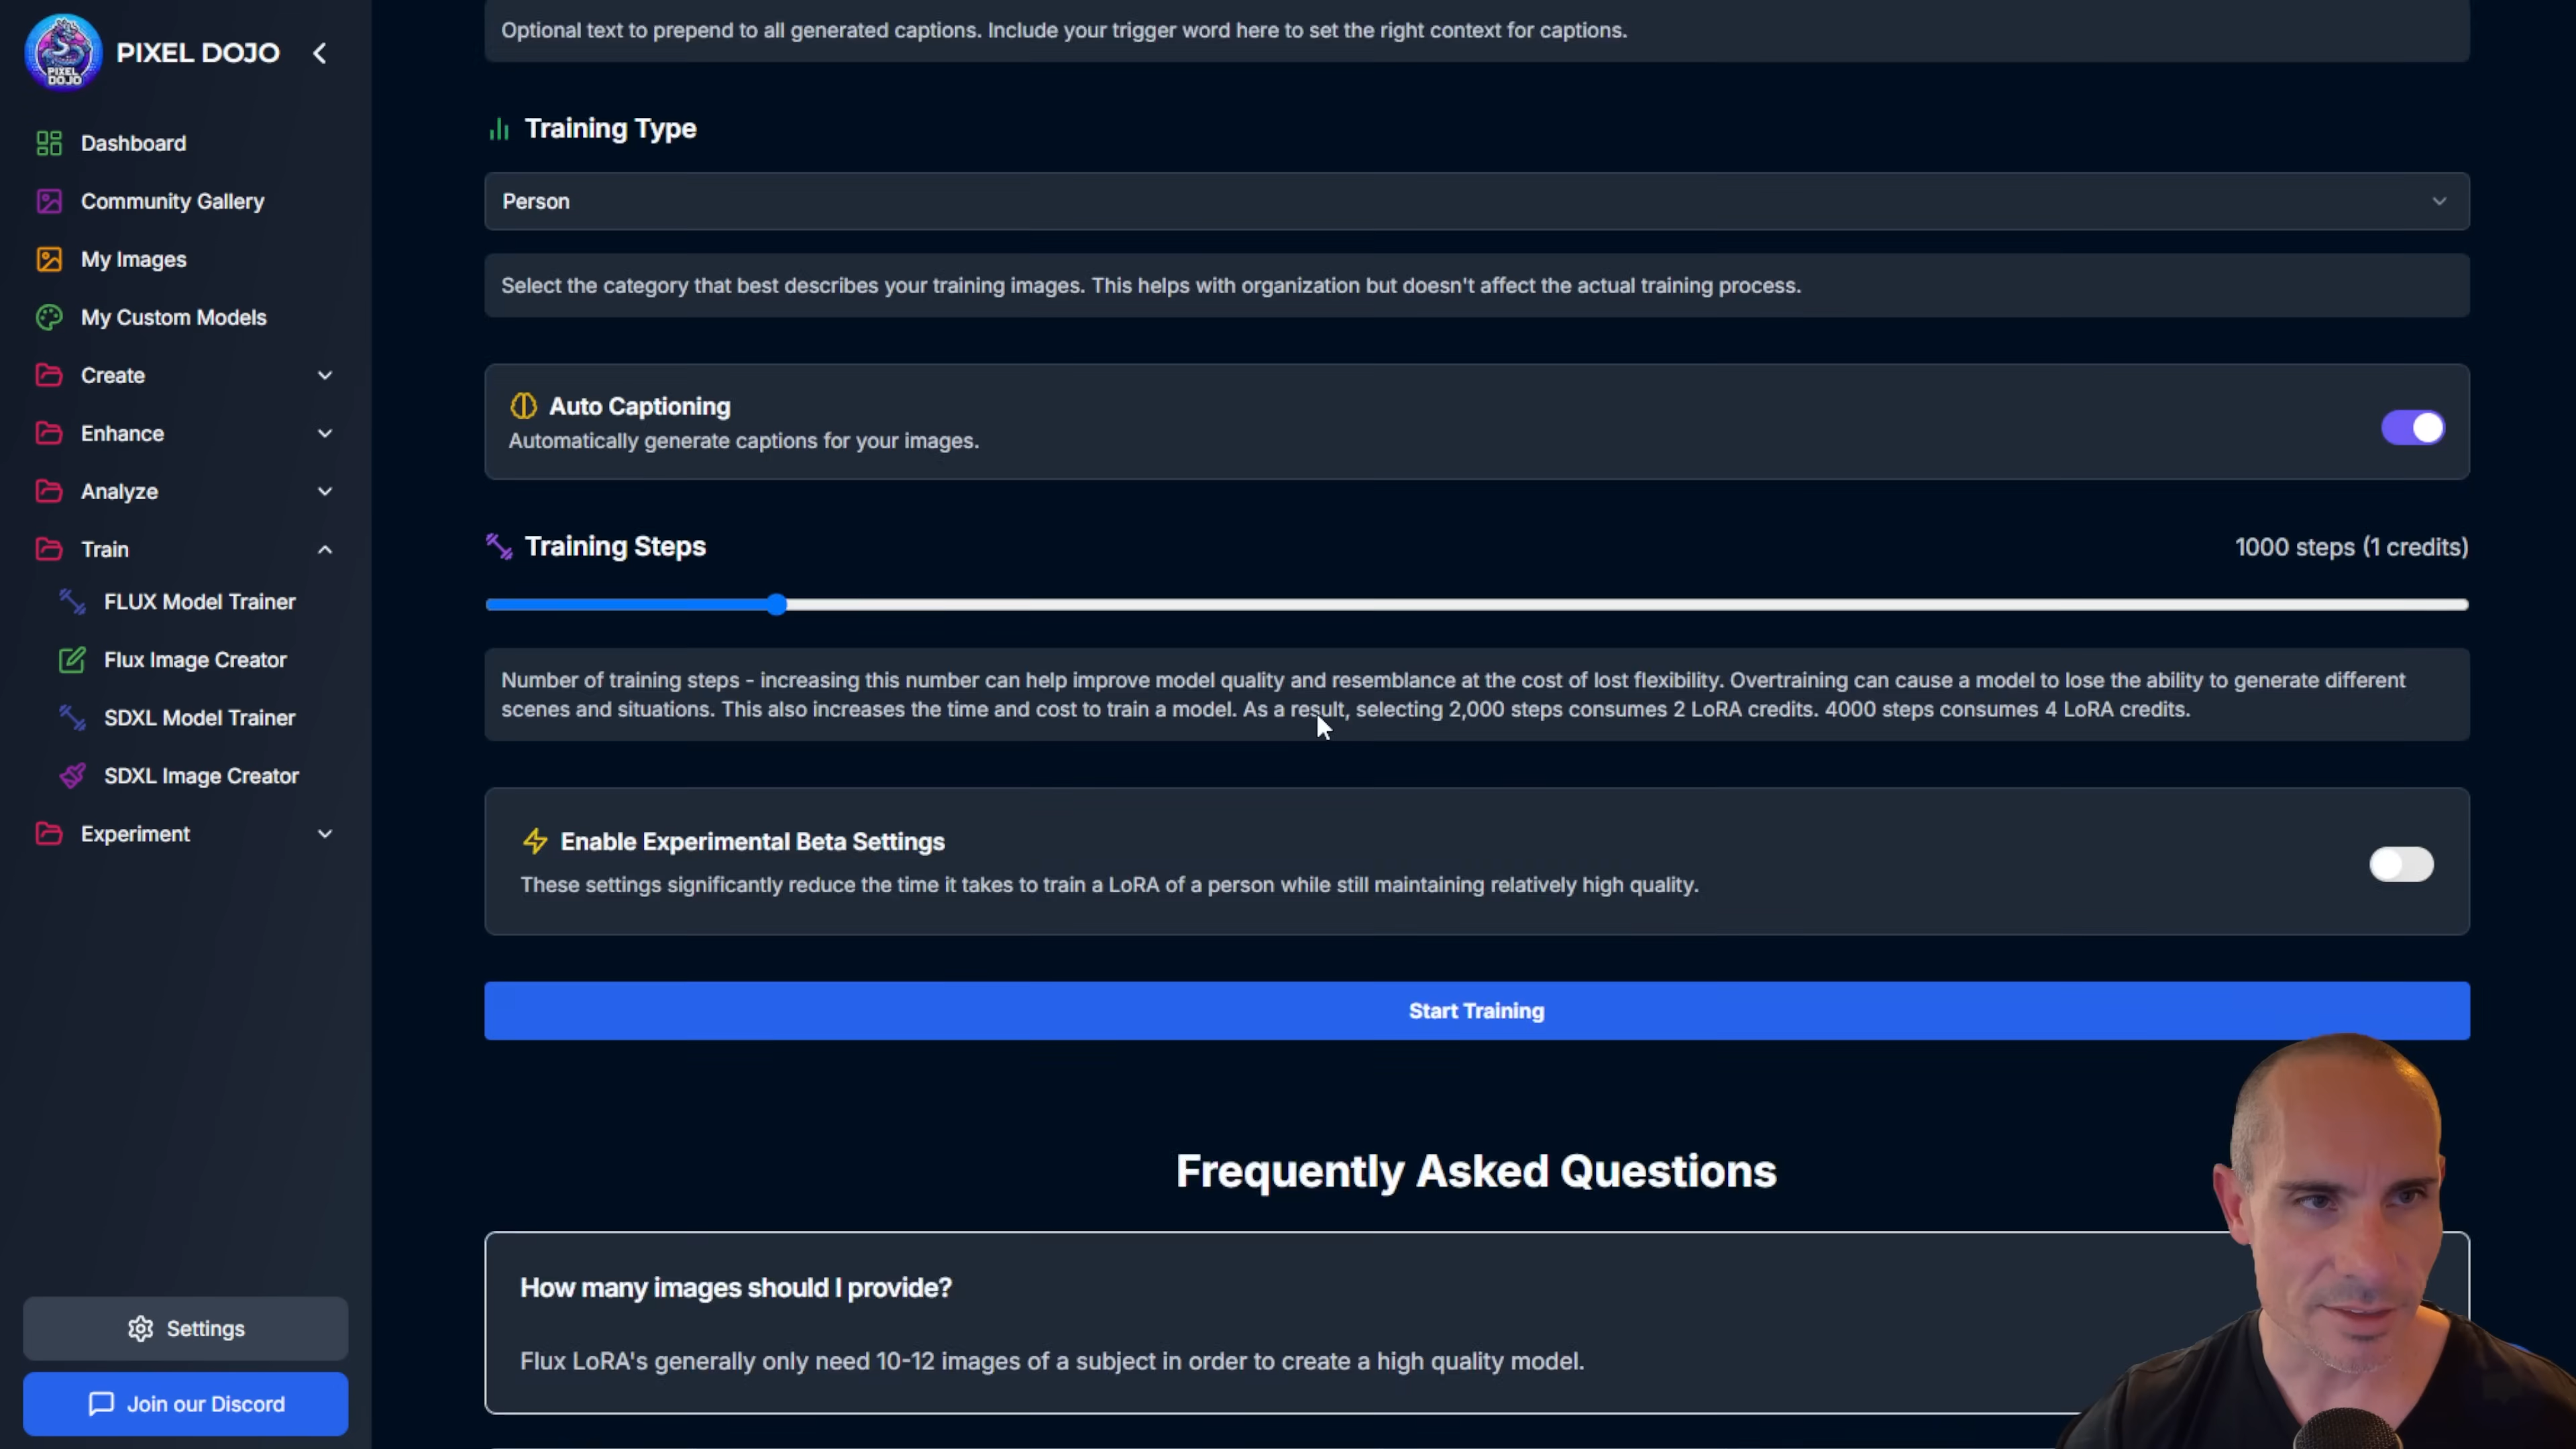 PIXEL DOJO
PIXEL
DOJO
Dashboard
Community Gallery
My Images
My Custom Models
Create
Enhance
Analyze
Train
FLUX Model Trainer
Flux Image Creator
SDXL Model Trainer
SDXL Image Creator
Experiment
Settings
Join our Discord
Optional text to prepend to all generated captions. Include your trigger word here to set the right context for captions.
Training Type
Person
Select the category that best describes your training images. This helps with organization but doesn't affect the actual training process.
Auto Captioning
Automatically generate captions for your images.
Training Steps
1000 steps (1 credits)
Number of training steps - increasing this number can help improve model quality and resemblance at the cost of lost flexibility. Overtraining can cause a model to lose the ability to generate different
scenes and situations. This also increases the time and cost to train a model. As a result, selecting 2,000 steps consumes 2 LoRA credits. 4000 steps consumes 4 LoRA credits.
Enable Experimental Beta Settings
These settings significantly reduce the time it takes to train a LoRA of a person while still maintaining relatively high quality.
Start Training
Frequently Asked Questions
How many images should I provide?
Flux LoRA's generally only need 10-12 images of a subject in order to create a high quality model.